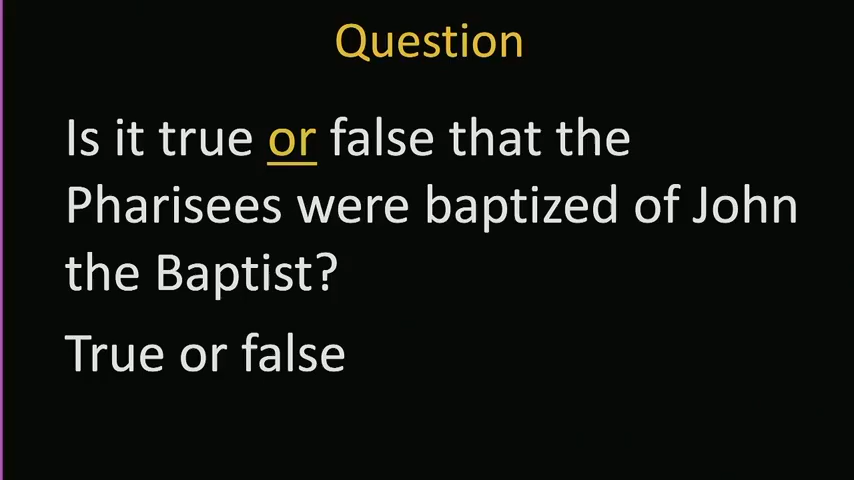 Question
Is it true or false that the
Pharisees were baptized of John
the Baptist?
True or false